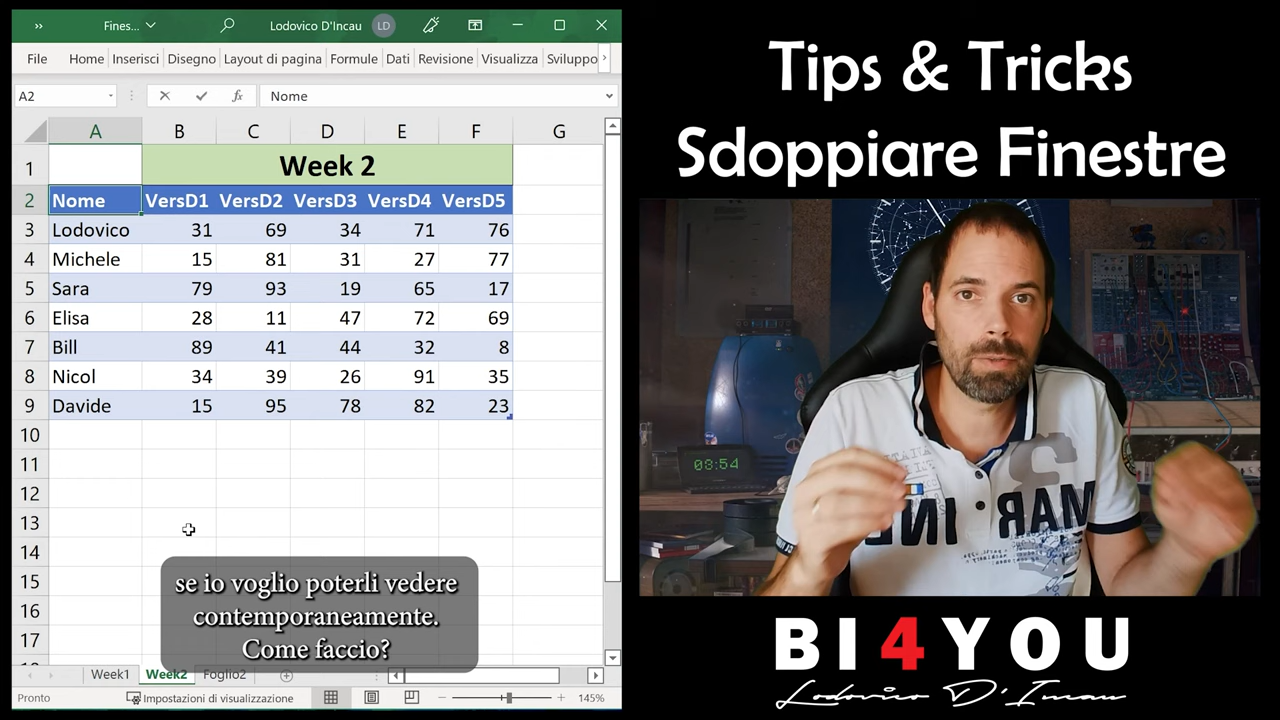 Fines...
Lodovico D'Incau
LD
File Home Inserisci Disegno Layout di pagina Formule Dati Revisione Visualizza Sviluppo
A2
fx
Nome
A B C D E F G
1 Week 2
2 Nome VersD1 VersD2 VersD3 VersD4 VersD5
3 Lodovico 31 69 34 71 76
4 Michele 15 81 31 27 77
5 Sara 79 93 19 65 17
6 Elisa 28 11 47 72 69
7 Bill 89 41 44 32 8
8 Nicol 34 39 26 91 35
9 Davide 15 95 78 82 23
10
11
12
13
14
15
16
17
se io voglio poterli vedere
contemporaneamente.
Come faccio?
Week1 Week2 Foglio2
Pronto Impostazioni di visualizzazione 145%
Tips & Tricks
Sdoppiare Finestre
03:54
BI4YOU
Lodovico D'Incau